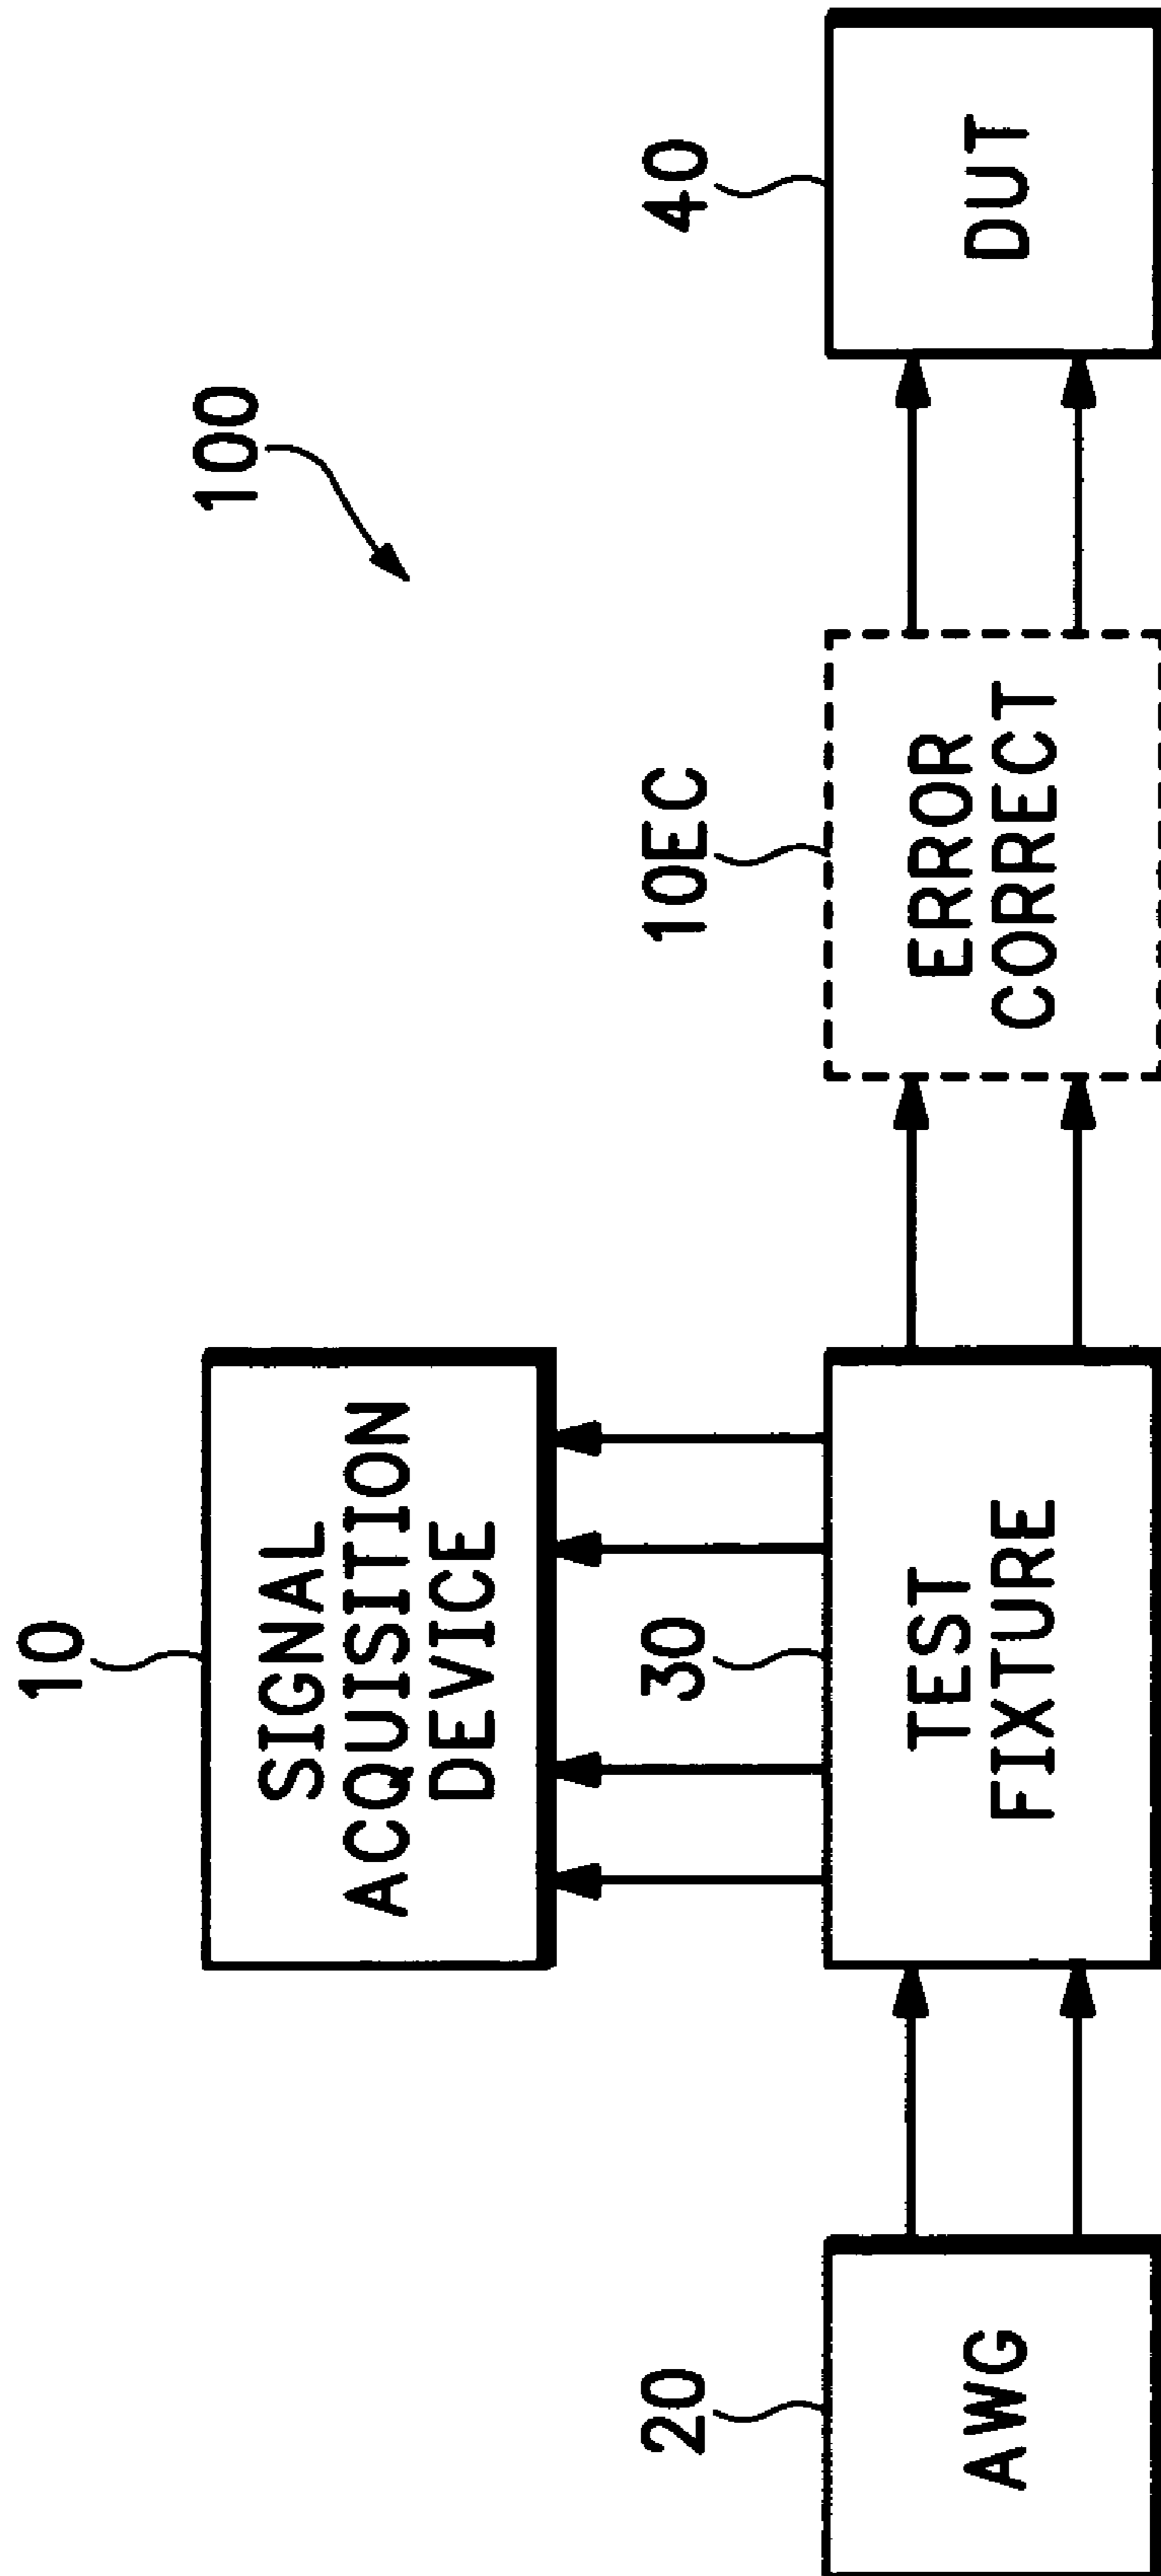 100
10
SIGNAL
ACQUISITION
DEVICE
20
30
10EC
40
AWG
TEST
FIXTURE
ERROR
CORRECT
DUT